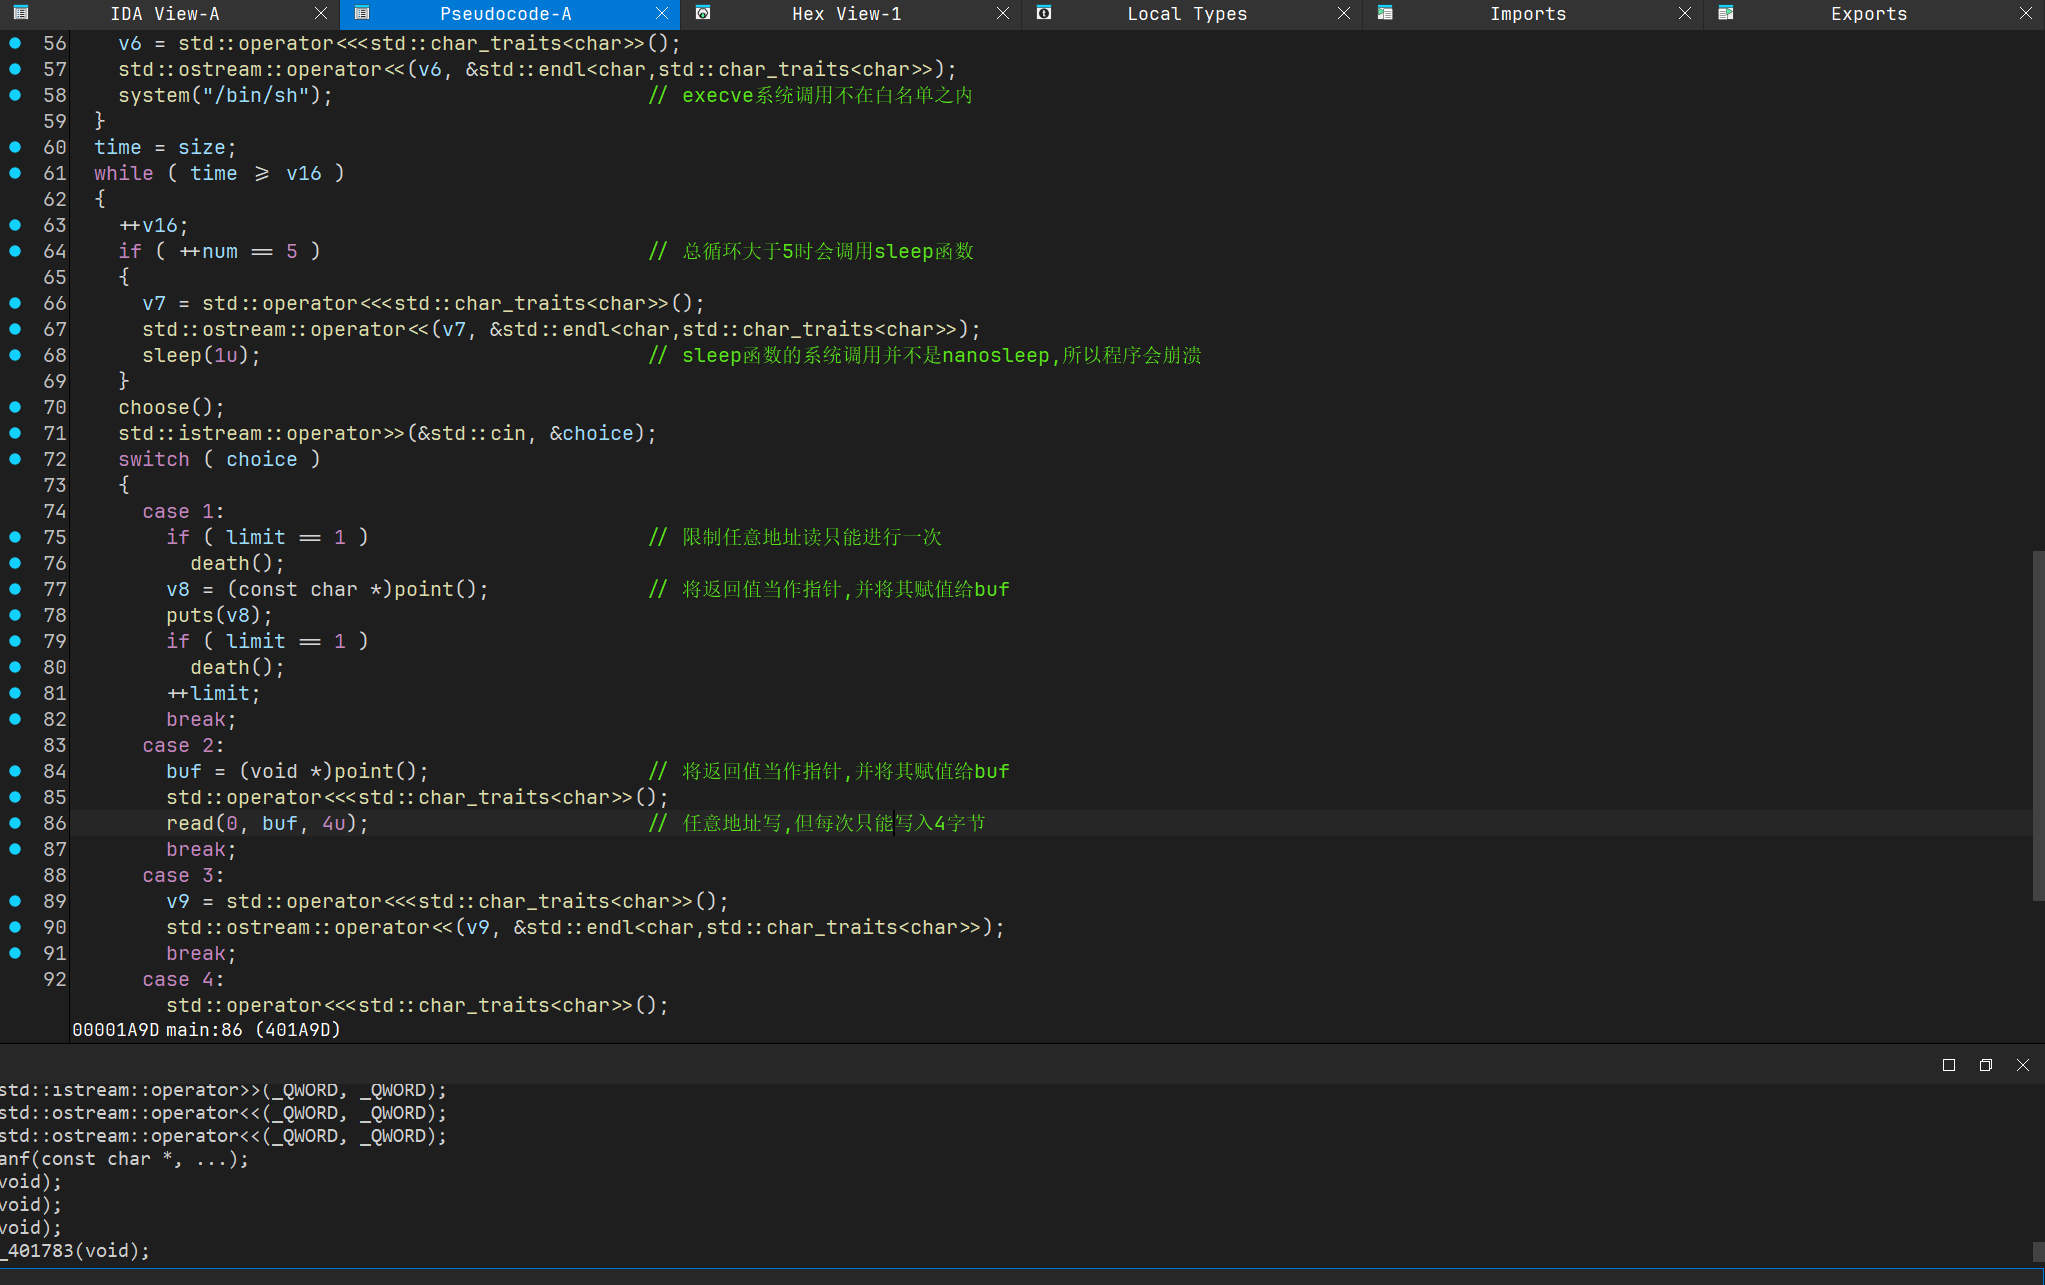 IDA View-A
Pseudocode-A
Hex View-1
Local Types
Imports
Exports
56 v6 = std::operator<<<std::char_traits<char>>();
57 std::ostream::operator<<(v6, &std::endl<char,std::char_traits<char>>);
58 system("/bin/sh"); // execve系统调用不在白名单之内
59 }
60 time = size;
61 while ( time >= v16 )
62 {
63 ++v16;
64 if ( ++num == 5 ) // 总循环大于5时会调用sleep函数
65 {
66 v7 = std::operator<<<std::char_traits<char>>();
67 std::ostream::operator<<(v7, &std::endl<char,std::char_traits<char>>);
68 sleep(1u); // sleep函数的系统调用并不是nanosleep,所以程序会崩溃
69 }
70 choose();
71 std::istream::operator>>(&std::cin, &choice);
72 switch ( choice )
73 {
74 case 1:
75 if ( limit == 1 ) // 限制任意地址读只能进行一次
76 death();
77 v8 = (const char *)point(); // 将返回值当作指针,并将其赋值给buf
78 puts(v8);
79 if ( limit == 1 )
80 death();
81 ++limit;
82 break;
83 case 2:
84 buf = (void *)point(); // 将返回值当作指针,并将其赋值给buf
85 std::operator<<<std::char_traits<char>>();
86 read(0, buf, 4u); // 任意地址写,但每次只能写入4字节
87 break;
88 case 3:
89 v9 = std::operator<<<std::char_traits<char>>();
90 std::ostream::operator<<(v9, &std::endl<char,std::char_traits<char>>);
91 break;
92 case 4:
std::operator<<<std::char_traits<char>>();
00001A9D main:86 (401A9D)
std::istream::operator>>(_QWORD, _QWORD);
std::ostream::operator<<(_QWORD, _QWORD);
std::ostream::operator<<(_QWORD, _QWORD);
anf(const char *, ...);
void);
void);
void);
_401783(void);